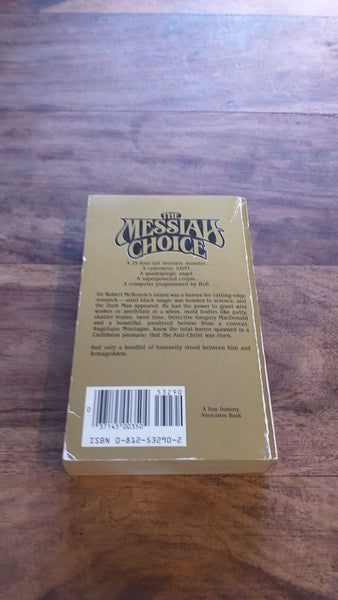 THE
MESSIAH
CHOICE
A 15-foot-tall invisible monster . . .
A cybernetic SAINT . . .
A quadriplegic angel . . .
A superpowered corpse . . .
A computer programmed by Hell . . .
Sir Robert McKenzie's island was a haven for cutting-edge
research—until black magic was bonded to science, and
the Dark Man appeared. He had the power to grant wild
wishes or annihilate at a whim, mold bodies like putty,
shatter brains, twist time. Detective Gregory MacDonald
and a beautiful, paralyzed heiress from a convent,
Angelique Montagne, knew the total horror spawned in a
Caribbean paradise: that the Anti-Christ was risen.
And only a handful of humanity stood between him and
Armageddon.
53290
0
37145 00350
ISBN 0-812-53290-2
A Tom Doherty
Associates Book